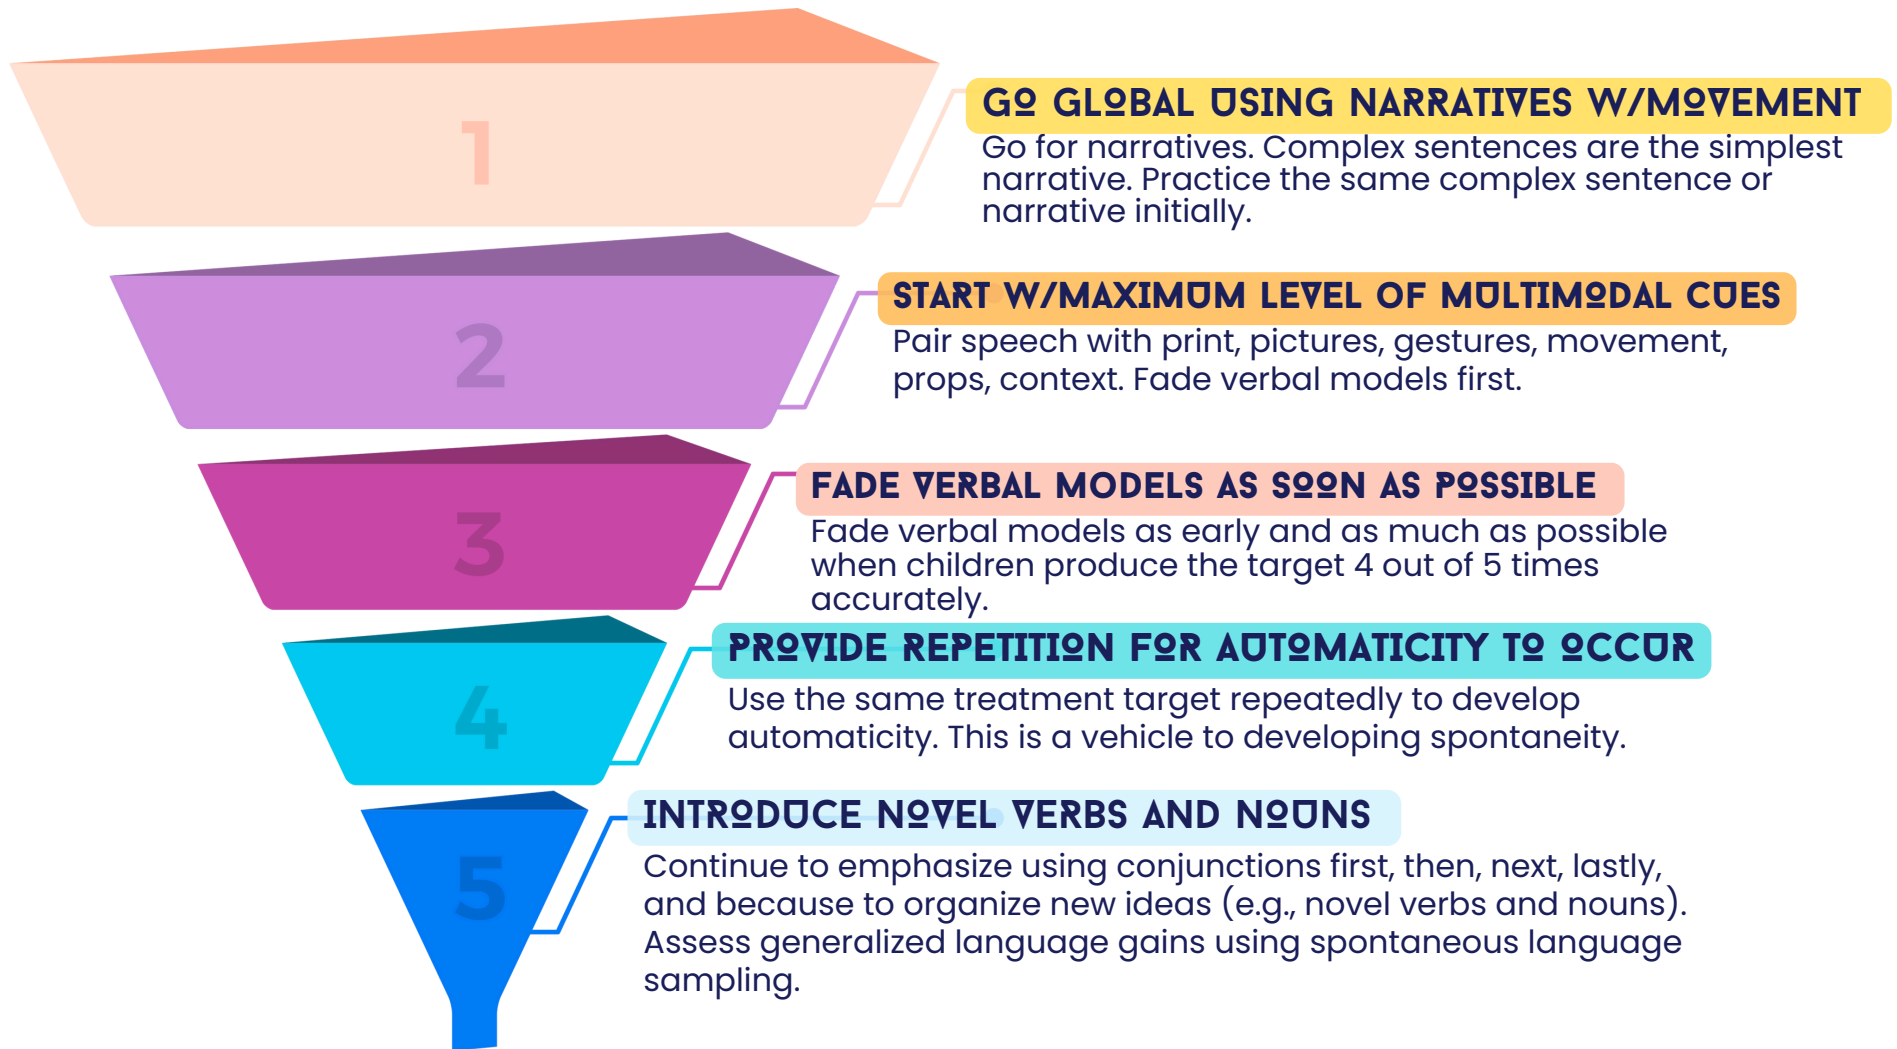 1
GO GLOBAL USING NARRATIVES W/MOVEMENT
Go for narratives. Complex sentences are the simplest
narrative. Practice the same complex sentence or
narrative initially.
2
START W/MAXIMUM LEVEL OF MULTIMODAL CUES
Pair speech with print, pictures, gestures, movement,
props, context. Fade verbal models first.
3
FADE VERBAL MODELS AS SOON AS POSSIBLE
Fade verbal models as early and as much as possible
when children produce the target 4 out of 5 times
accurately.
4
PROVIDE REPETITION FOR AUTOMATICITY TO OCCUR
Use the same treatment target repeatedly to develop
automaticity. This is a vehicle to developing spontaneity.
5
INTRODUCE NOVEL VERBS AND NOUNS
Continue to emphasize using conjunctions first, then, next, lastly,
and because to organize new ideas (e.g., novel verbs and nouns).
Assess generalized language gains using spontaneous language
sampling.